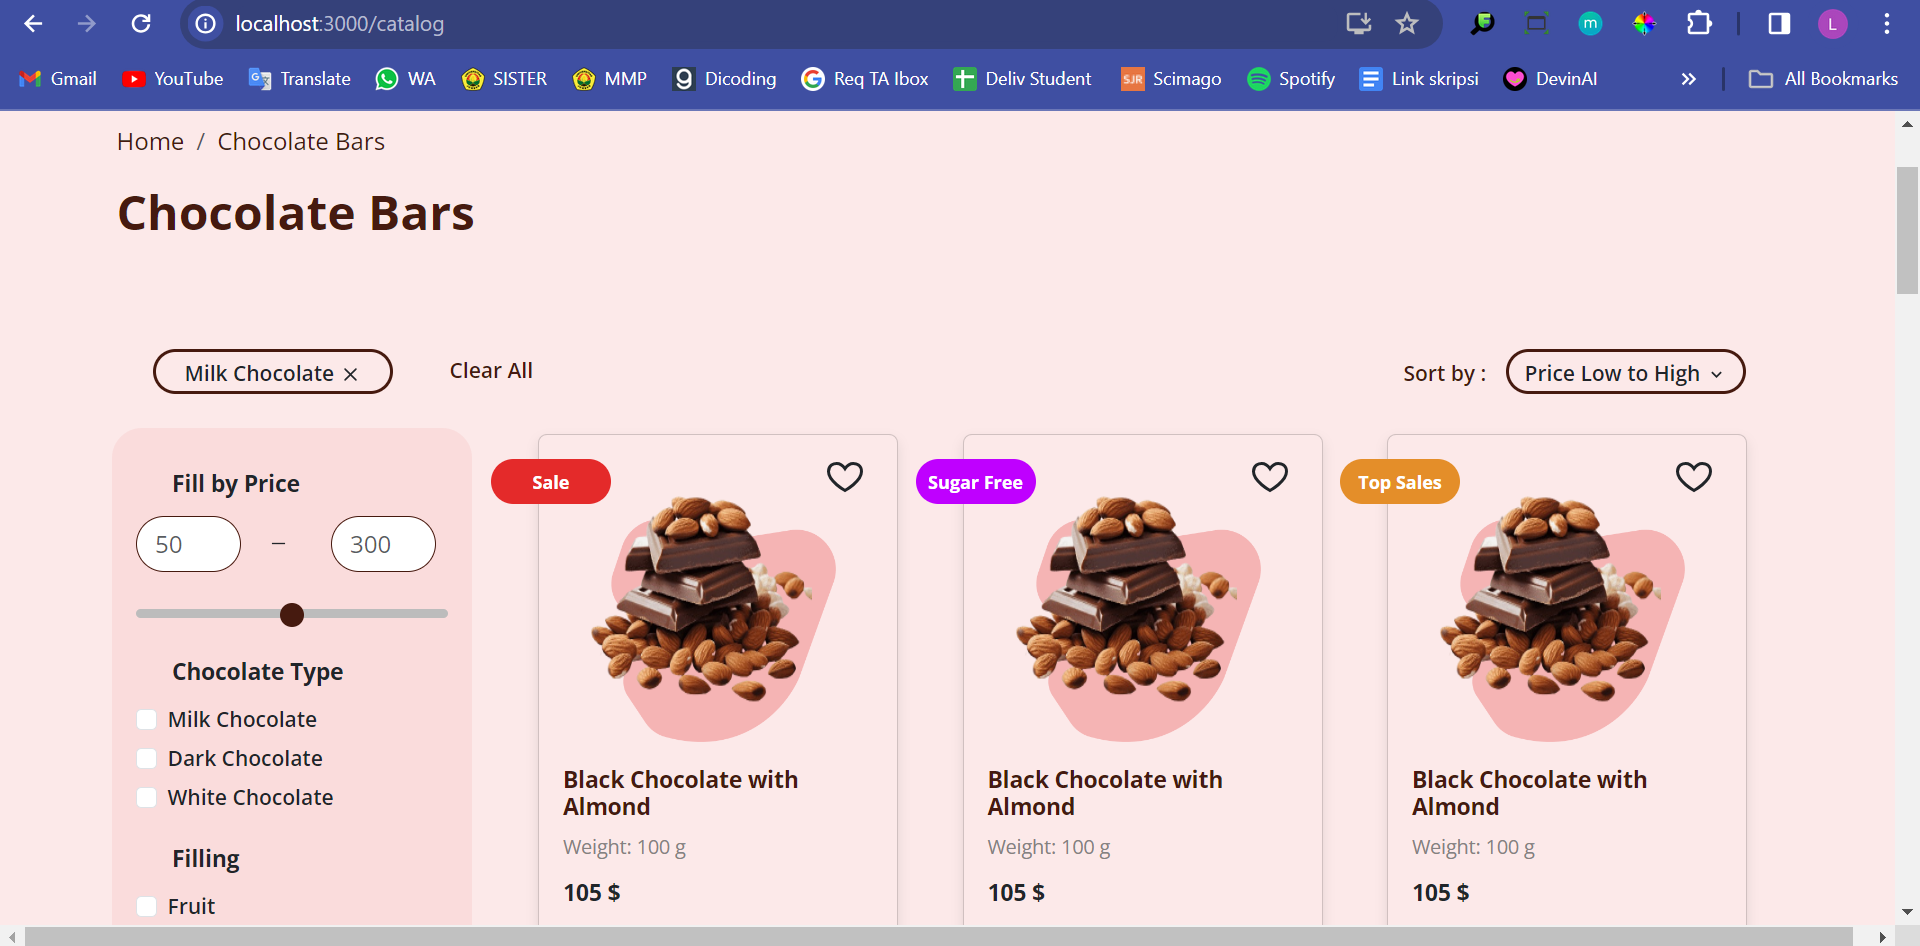 localhost:3000/catalog
m
L
Gmail YouTube Translate WA SISTER MMP Dicoding Req TA Ibox Deliv Student SJR Scimago Spotify Link skripsi DevinAI » All Bookmarks
Home / Chocolate Bars
Chocolate Bars
Milk Chocolate ×
Clear All
Sort by :
Price Low to High
Fill by Price
50 – 300
Chocolate Type
Milk Chocolate
Dark Chocolate
White Chocolate
Filling
Fruit
Sale
Black Chocolate with
Almond
Weight: 100 g
105 $
Sugar Free
Black Chocolate with
Almond
Weight: 100 g
105 $
Top Sales
Black Chocolate with
Almond
Weight: 100 g
105 $